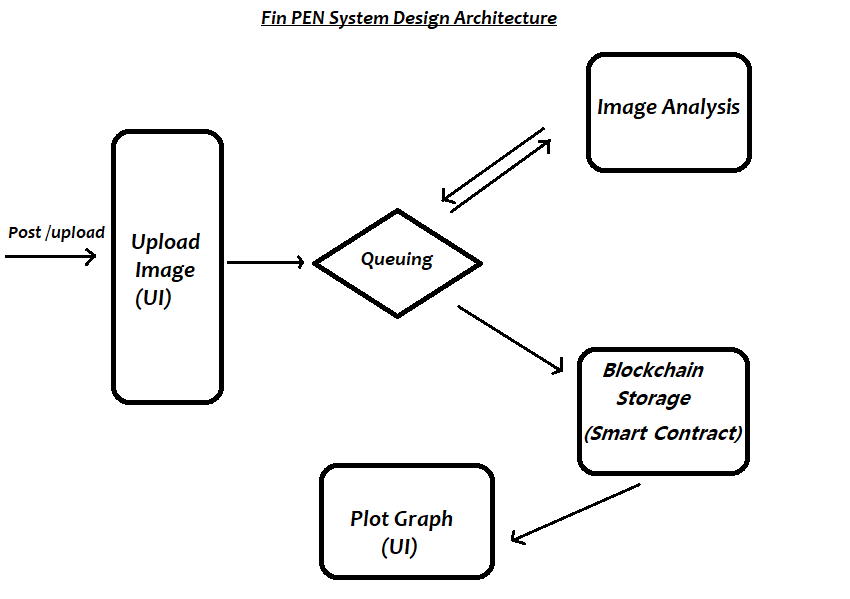 Fin PEN System Design Architecture
Image Analysis
Post /upload
Upload
Image
(UI)
Queuing
Blockchain
Storage
(Smart Contract)
Plot Graph
(UI)